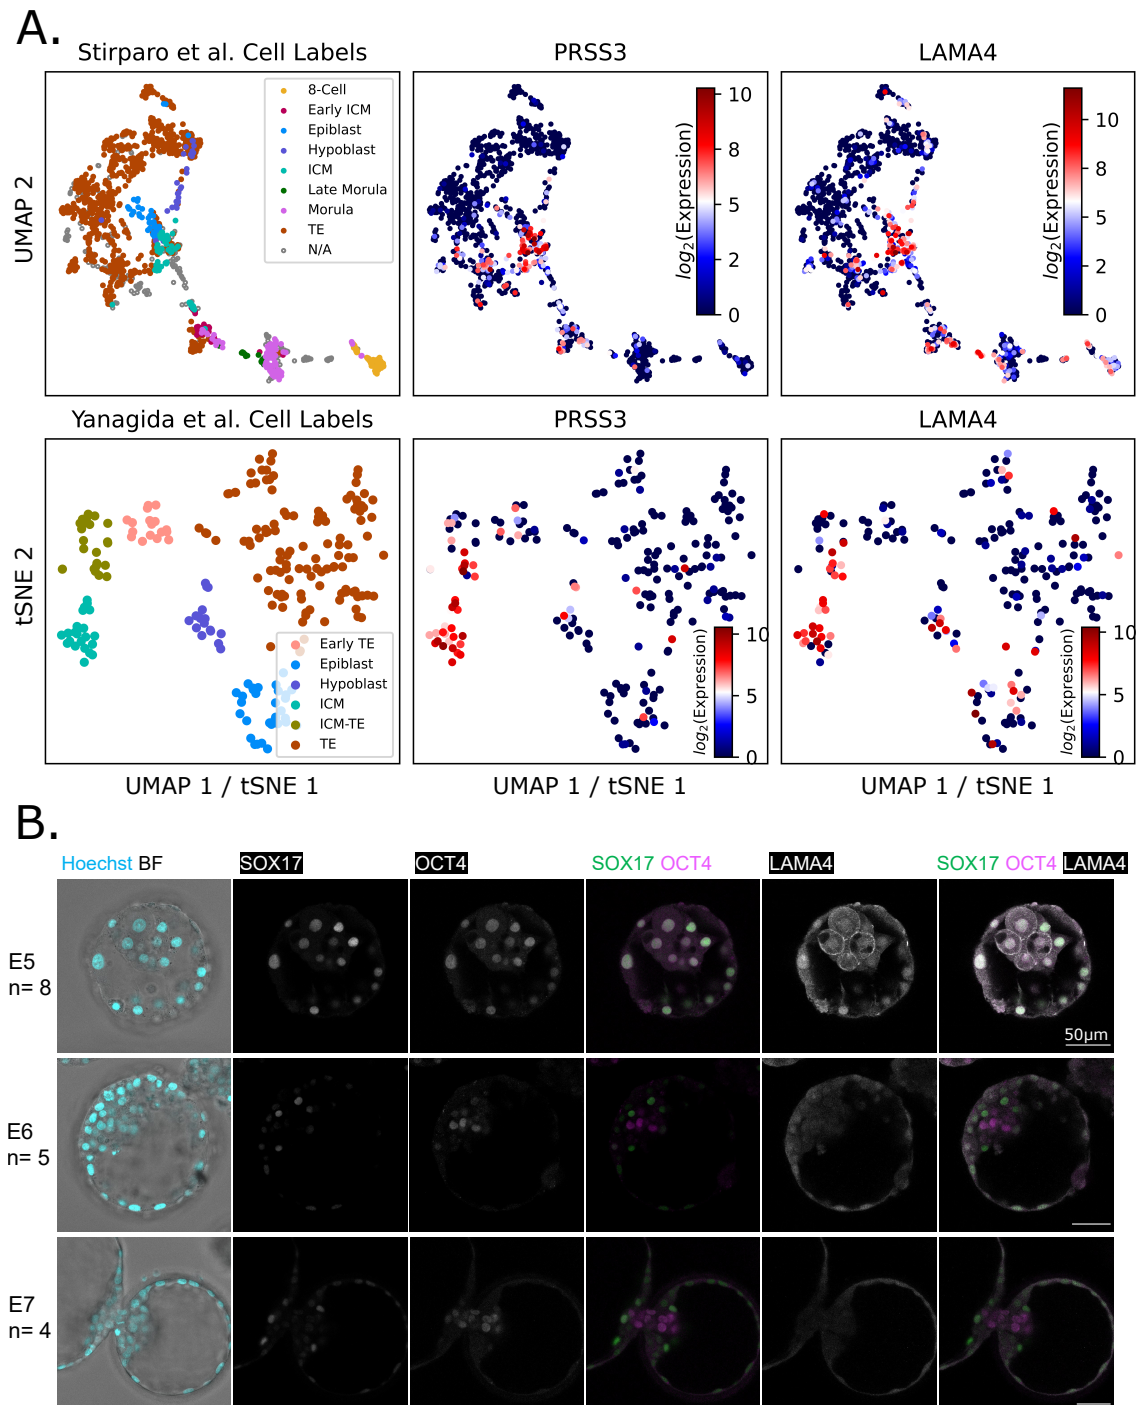 A.
Stirparo et al. Cell Labels
PRSS3
LAMA4
UMAP 2
8-Cell
Early ICM
Epiblast
Hypoblast
ICM
Late Morula
Morula
TE
N/A
log2(Expression)
10
8
5
2
0
log2(Expression)
10
8
5
2
0
Yanagida et al. Cell Labels
PRSS3
LAMA4
tSNE 2
Early TE
Epiblast
Hypoblast
ICM
ICM-TE
TE
log2(Expression)
10
5
0
log2(Expression)
10
5
0
UMAP 1 / tSNE 1
UMAP 1 / tSNE 1
UMAP 1 / tSNE 1
B.
Hoechst BF
SOX17
OCT4
SOX17 OCT4
LAMA4
SOX17 OCT4 LAMA4
E5
n= 8
50µm
E6
n= 5
E7
n= 4